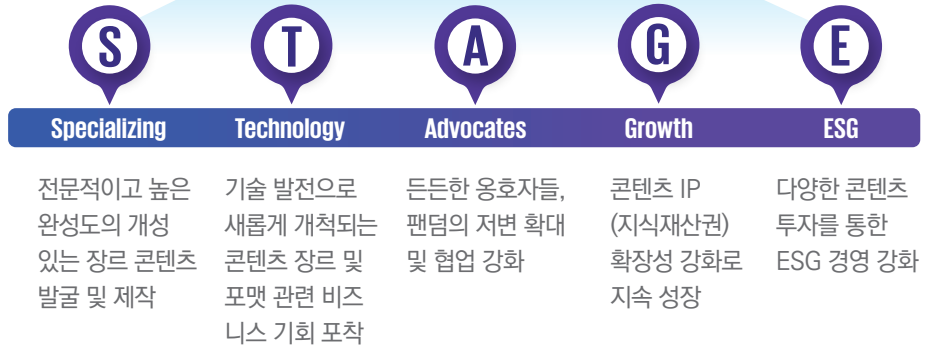 S T A G E
Specializing Technology Advocates Growth ESG
전문적이고 높은
완성도의 개성
있는 장르 콘텐츠
발굴 및 제작
기술 발전으로
새롭게 개척되는
콘텐츠 장르 및
포맷 관련 비즈
니스 기회 포착
든든한 옹호자들,
팬덤의 저변 확대
및 협업 강화
콘텐츠 IP
(지식재산권)
확장성 강화로
지속 성장
다양한 콘텐츠
투자를 통한
ESG 경영 강화